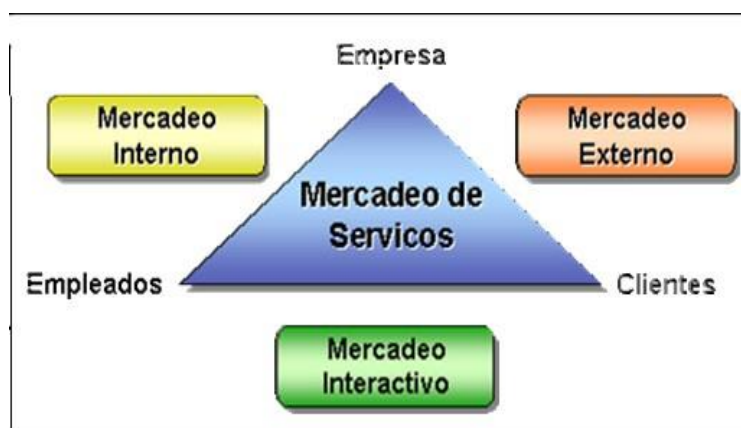 Empresa
Mercadeo
Interno
Mercadeo
Externo
Mercadeo de
Servicos
Empleados
Clientes
Mercadeo
Interactivo